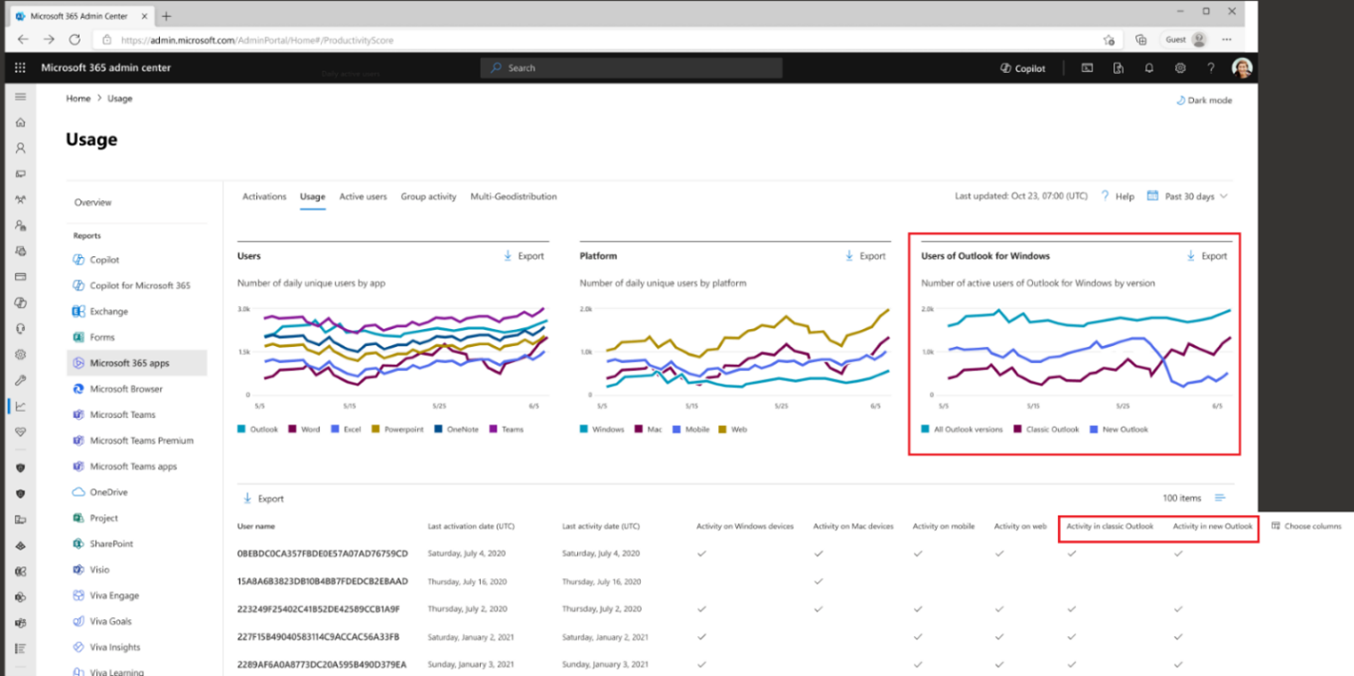 Microsoft 365 Admin Center
https://admin.microsoft.com/AdminPortal/Home#/ProductivityScore
Guest
Microsoft 365 admin center
Search
Copilot
Home > Usage
Dark mode
Usage
Overview
Reports
Copilot
Copilot for Microsoft 365
Exchange
Forms
Microsoft 365 apps
Microsoft Browser
Microsoft Teams
Microsoft Teams Premium
Microsoft Teams apps
OneDrive
Project
SharePoint
Visio
Viva Engage
Viva Goals
Viva Insights
Viva Learning
Activations Usage Active users Group activity Multi-Geodistribution
Last updated: Oct 23, 07:00 (UTC) ? Help Past 30 days
Users Export
Number of daily unique users by app
3.0k
1.5k
0
5/5 5/15 5/25 6/5
Outlook Word Excel Powerpoint OneNote Teams
Platform Export
Number of daily unique users by platform
2.0k
1.0k
0
5/5 5/15 5/25 6/5
Windows Mac Mobile Web
Users of Outlook for Windows Export
Number of active users of Outlook for Windows by version
2.0k
1.0k
0
5/5 5/15 5/25 6/5
All Outlook versions Classic Outlook New Outlook
Export 100 items
User name Last activation date (UTC) Last activity date (UTC) Activity on Windows devices Activity on Mac devices Activity on mobile Activity on web Activity in classic Outlook Activity in new Outlook Choose columns
0BEBDC0CA357FBDE0E57A07AD76759CD Saturday, July 4, 2020 Saturday, July 4, 2020
15A8A6B3823DB10B4BB7FDEDCB2EBAAD Thursday, July 16, 2020 Thursday, July 16, 2020
223249F25402C41B52DE42589CCB1A9F Thursday, July 2, 2020 Thursday, July 2, 2020
227F15B49040583114C9ACCAC56A33FB Saturday, January 2, 2021 Saturday, January 2, 2021
2289AF6A0A8773DC20A595B490D379EA Sunday, January 3, 2021 Sunday, January 3, 2021